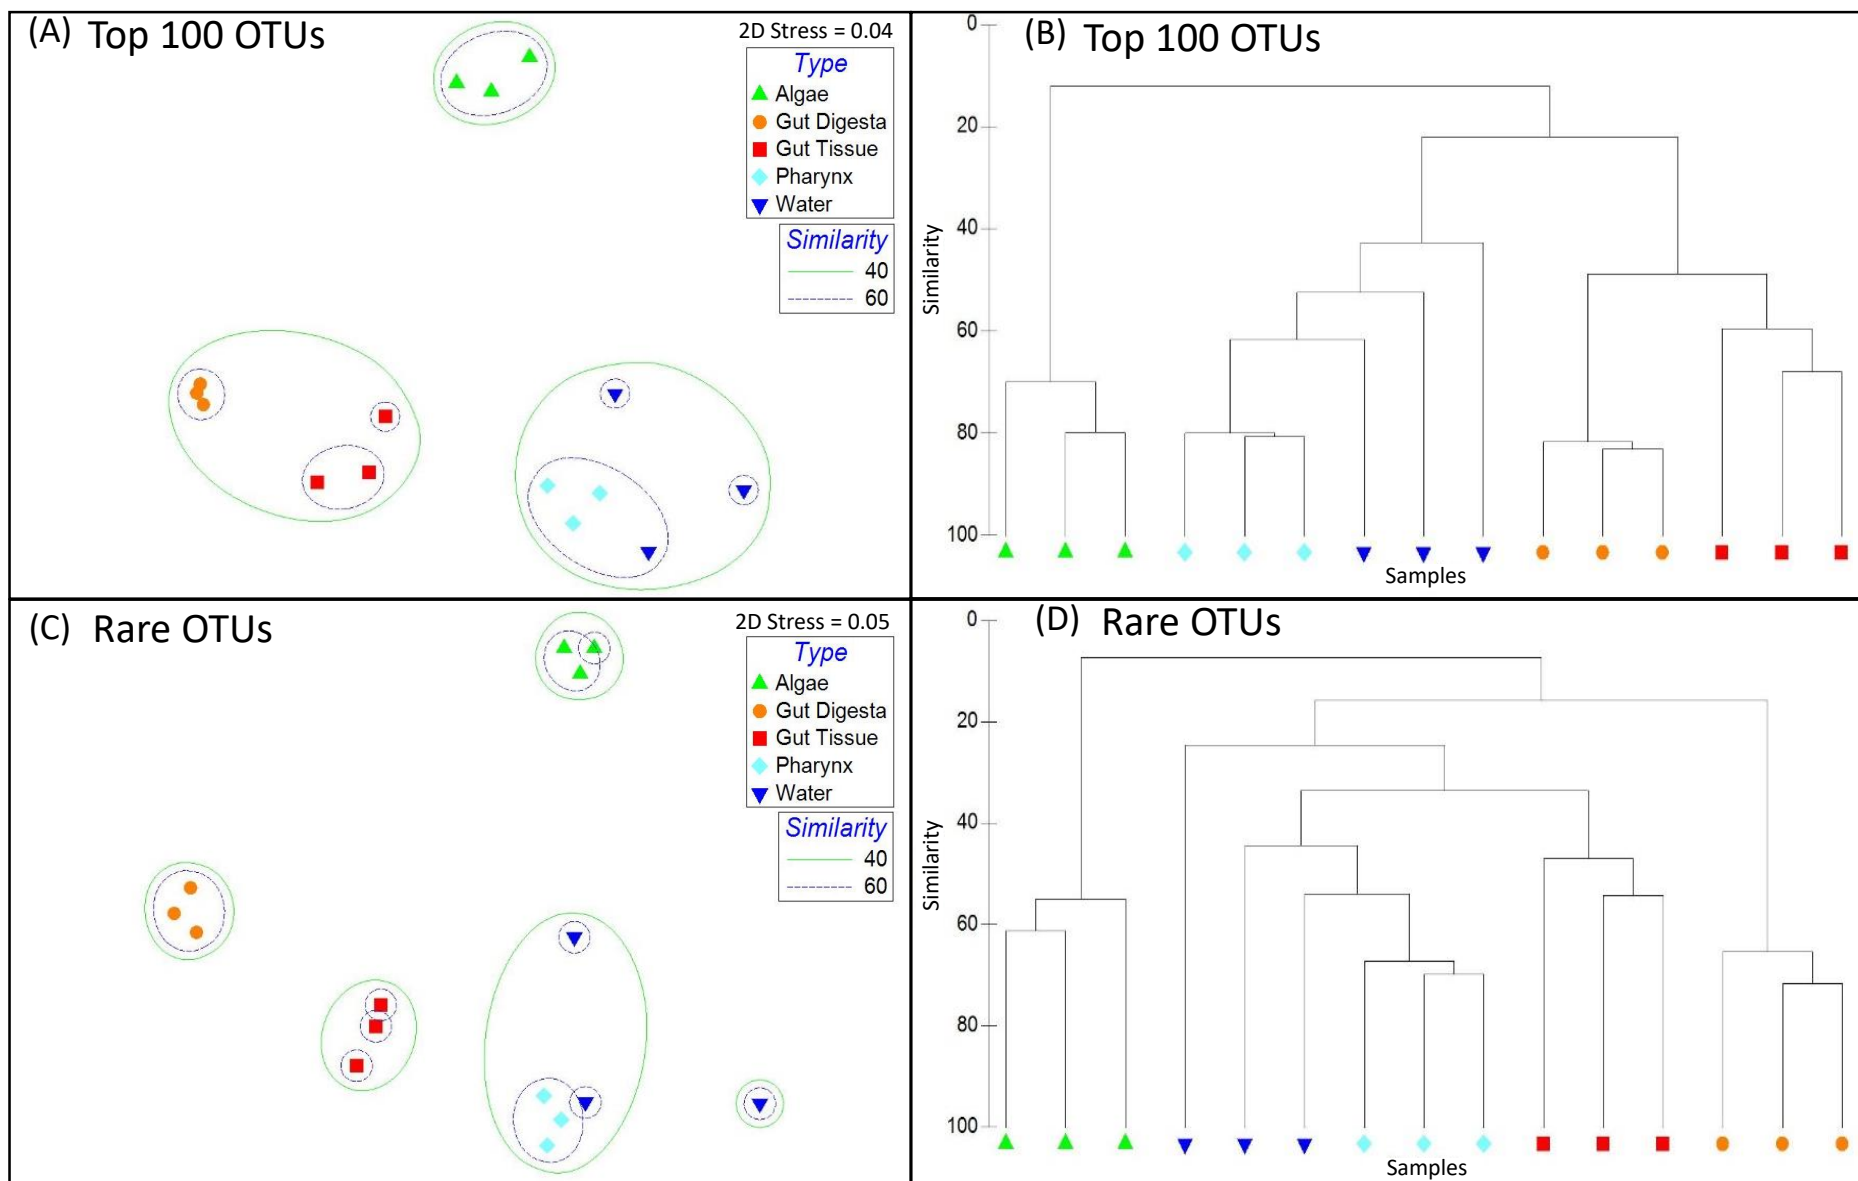 (A) Top 100 OTUs
2D Stress = 0.04
Type
Algae
Gut Digesta
Gut Tissue
Pharynx
Water
Similarity
40
60
(B) Top 100 OTUs
0
20
40
60
80
100
Similarity
Samples
(C) Rare OTUs
2D Stress = 0.05
Type
Algae
Gut Digesta
Gut Tissue
Pharynx
Water
Similarity
40
60
(D) Rare OTUs
0
20
40
60
80
100
Similarity
Samples